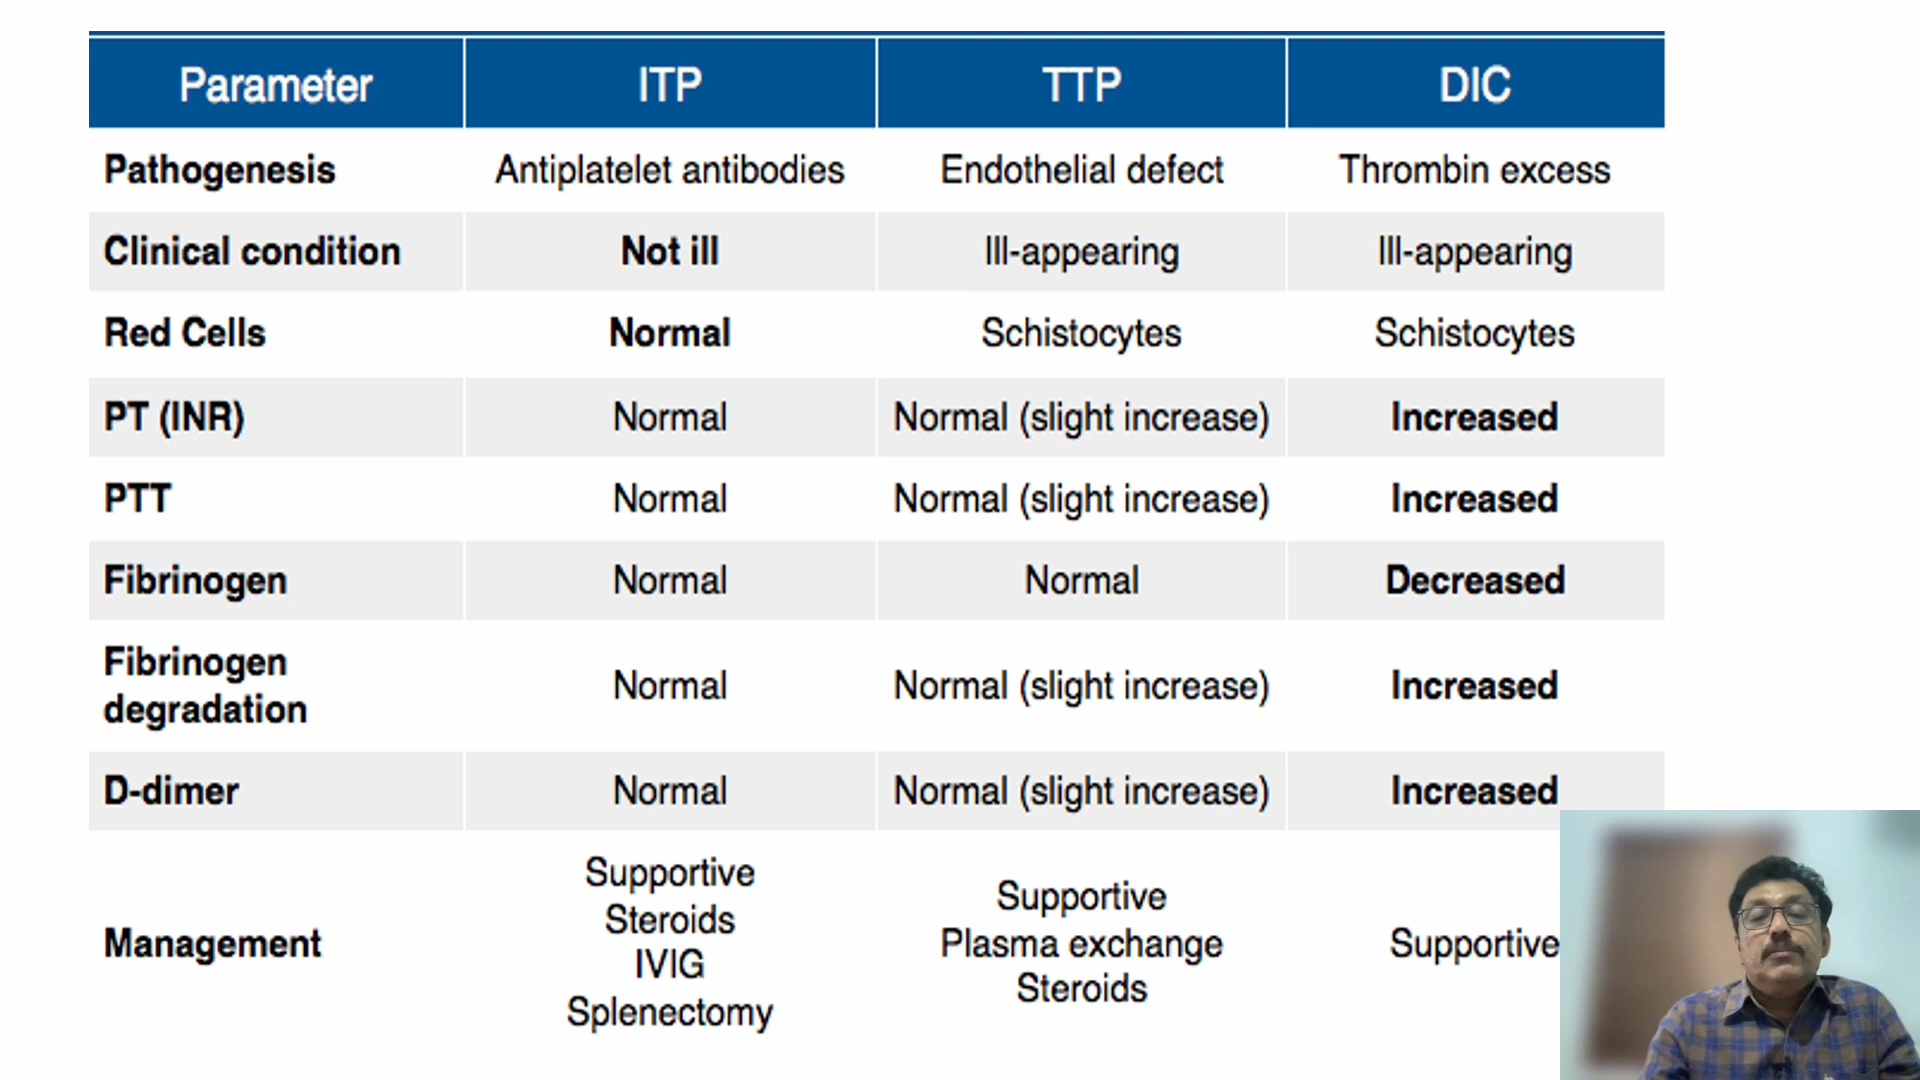 Parameter ITP TTP DIC
Pathogenesis Antiplatelet antibodies Endothelial defect Thrombin excess
Clinical condition Not ill Ill-appearing Ill-appearing
Red Cells Normal Schistocytes Schistocytes
PT (INR) Normal Normal (slight increase) Increased
PTT Normal Normal (slight increase) Increased
Fibrinogen Normal Normal Decreased
Fibrinogen
degradation Normal Normal (slight increase) Increased
D-dimer Normal Normal (slight increase) Increased
Management
Supportive
Steroids
IVIG
Splenectomy
Supportive
Plasma exchange
Steroids
Supportive